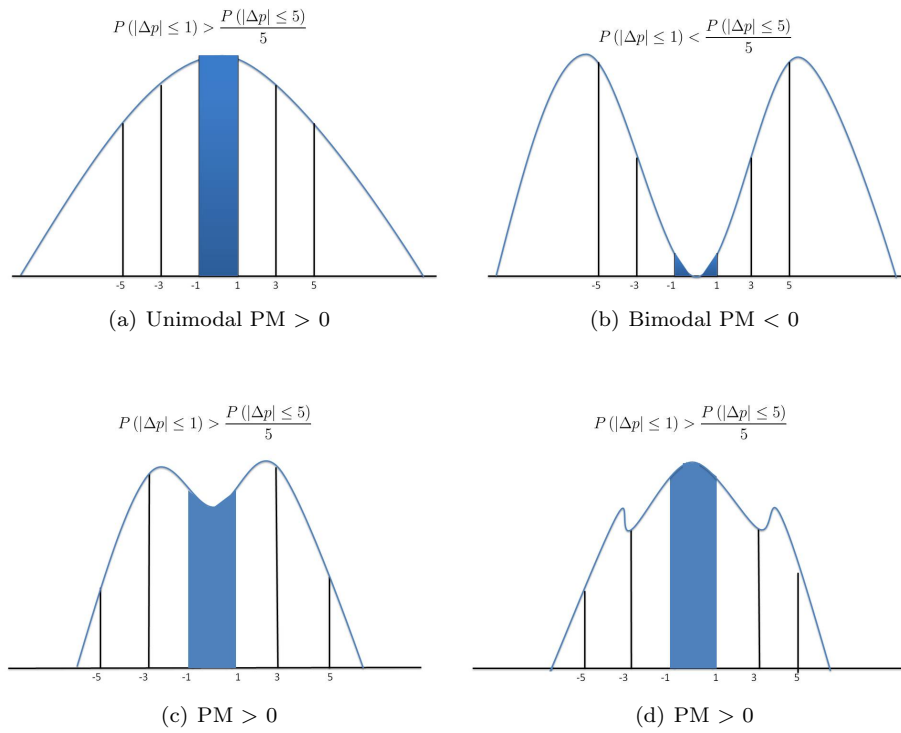 P(|Δp| ≤ 1) > P(|Δp| ≤ 5)/5
-5 -3 -1 1 3 5
(a) Unimodal PM > 0
P(|Δp| ≤ 1) < P(|Δp| ≤ 5)/5
-5 -3 -1 1 3 5
(b) Bimodal PM < 0
P(|Δp| ≤ 1) > P(|Δp| ≤ 5)/5
-5 -3 -1 1 3 5
(c) PM > 0
P(|Δp| ≤ 1) > P(|Δp| ≤ 5)/5
-5 -3 -1 1 3 5
(d) PM > 0